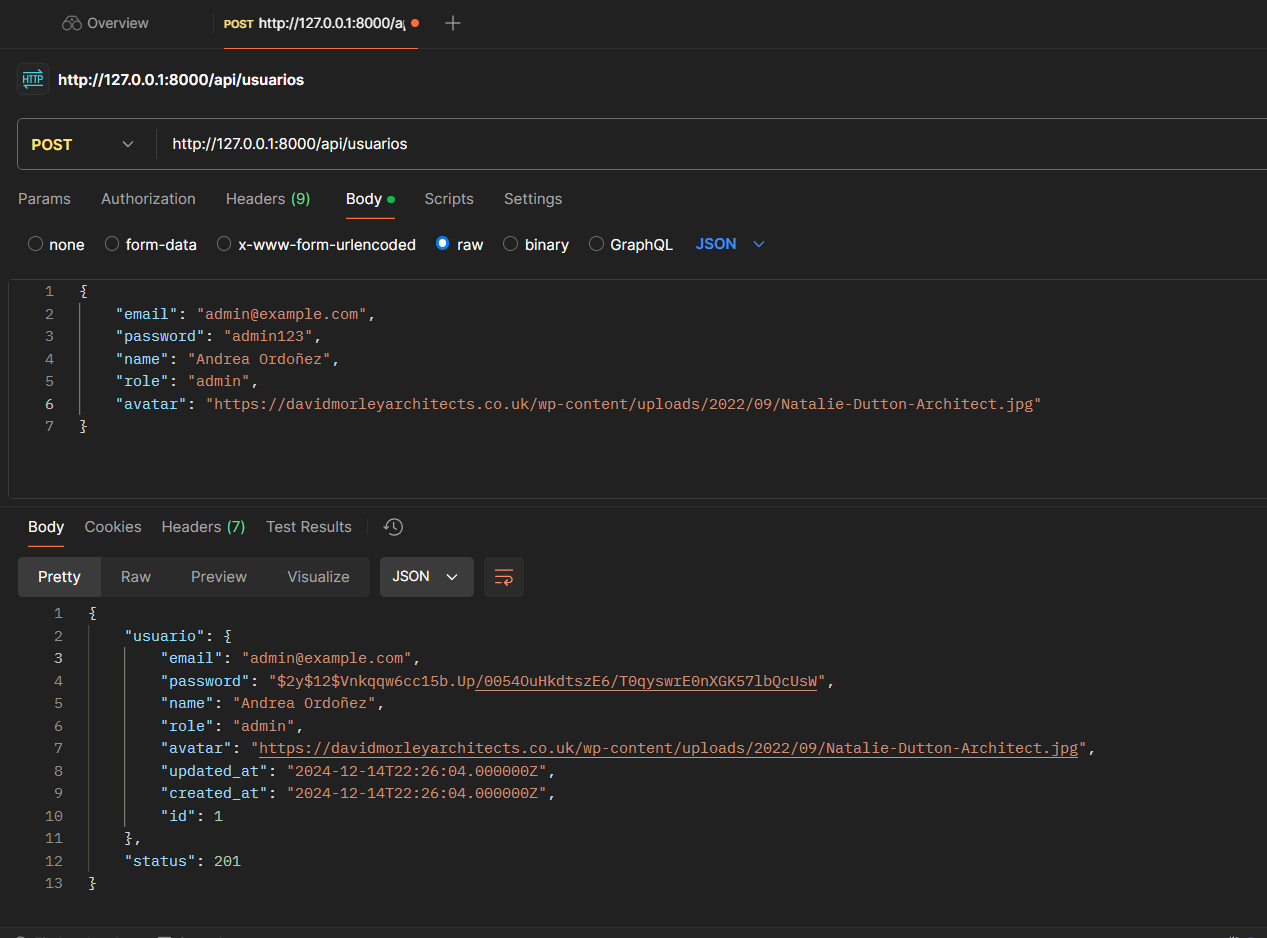 Overview
POST http://127.0.0.1:8000/a
HTTP http://127.0.0.1:8000/api/usuarios
POST http://127.0.0.1:8000/api/usuarios
Params Authorization Headers (9) Body Scripts Settings
none form-data x-www-form-urlencoded raw binary GraphQL JSON
1 {
2 "email": "admin@example.com",
3 "password": "admin123",
4 "name": "Andrea Ordoñez",
5 "role": "admin",
6 "avatar": "https://davidmorleyarchitects.co.uk/wp-content/uploads/2022/09/Natalie-Dutton-Architect.jpg"
7 }
Body Cookies Headers (7) Test Results
Pretty Raw Preview Visualize JSON
1 {
2 "usuario": {
3 "email": "admin@example.com",
4 "password": "$2y$12$Vnkqqw6cc15b.Up/0054OuHkdtszE6/T0qyswrE0nXGK57lbQcUsW",
5 "name": "Andrea Ordoñez",
6 "role": "admin",
7 "avatar": "https://davidmorleyarchitects.co.uk/wp-content/uploads/2022/09/Natalie-Dutton-Architect.jpg",
8 "updated_at": "2024-12-14T22:26:04.000000Z",
9 "created_at": "2024-12-14T22:26:04.000000Z",
10 "id": 1
11 },
12 "status": 201
13 }